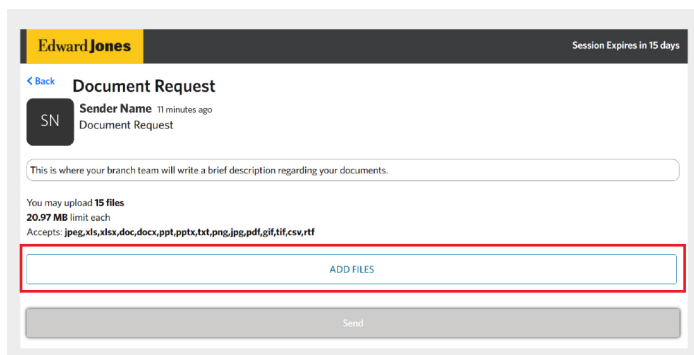 Edward Jones
Session Expires in 15 days
< Back
Document Request
SN
Sender Name 11 minutes ago
Document Request
This is where your branch team will write a brief description regarding your documents.
You may upload 15 files
20.97 MB limit each
Accepts: jpeg,xls,xlsx,doc,docx,ppt,pptx,txt,png,jpg,pdf,gif,tif,csv,rtf
ADD FILES
Send